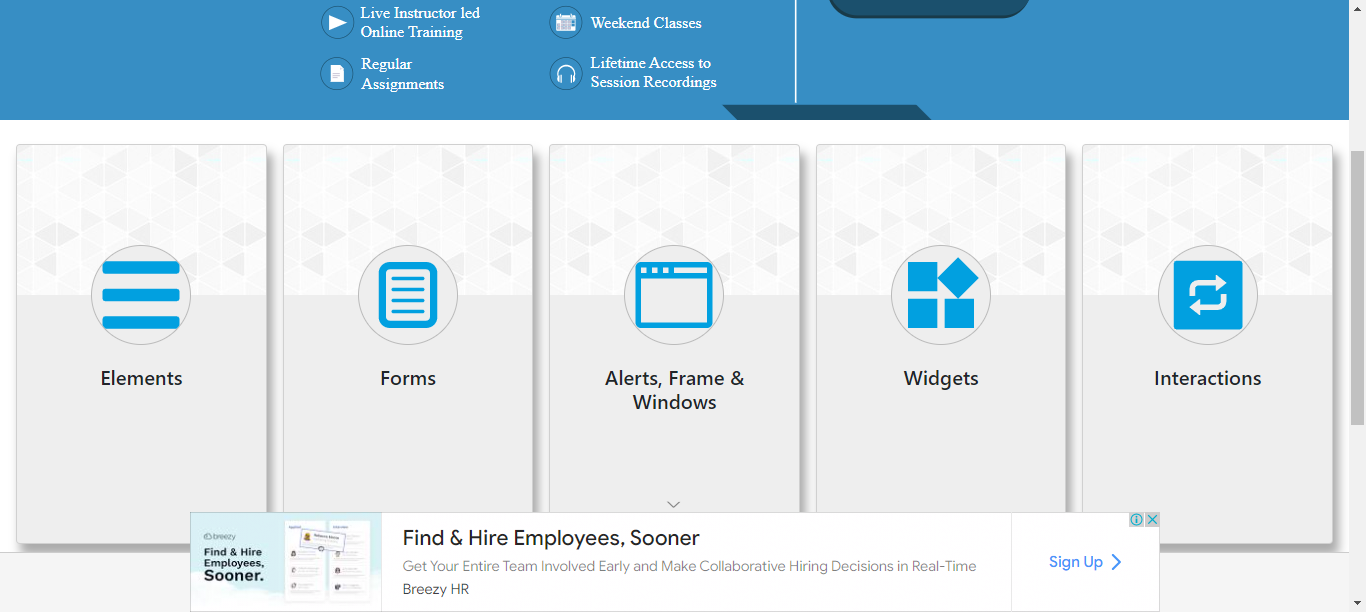 Live Instructor led
Online Training
Weekend Classes
Regular
Assignments
Lifetime Access to
Session Recordings
Elements
Forms
Alerts, Frame &
Windows
Widgets
Interactions
breezy
Find & Hire
Employees,
Sooner.
Find & Hire Employees, Sooner
Get Your Entire Team Involved Early and Make Collaborative Hiring Decisions in Real-Time
Breezy HR
Sign Up